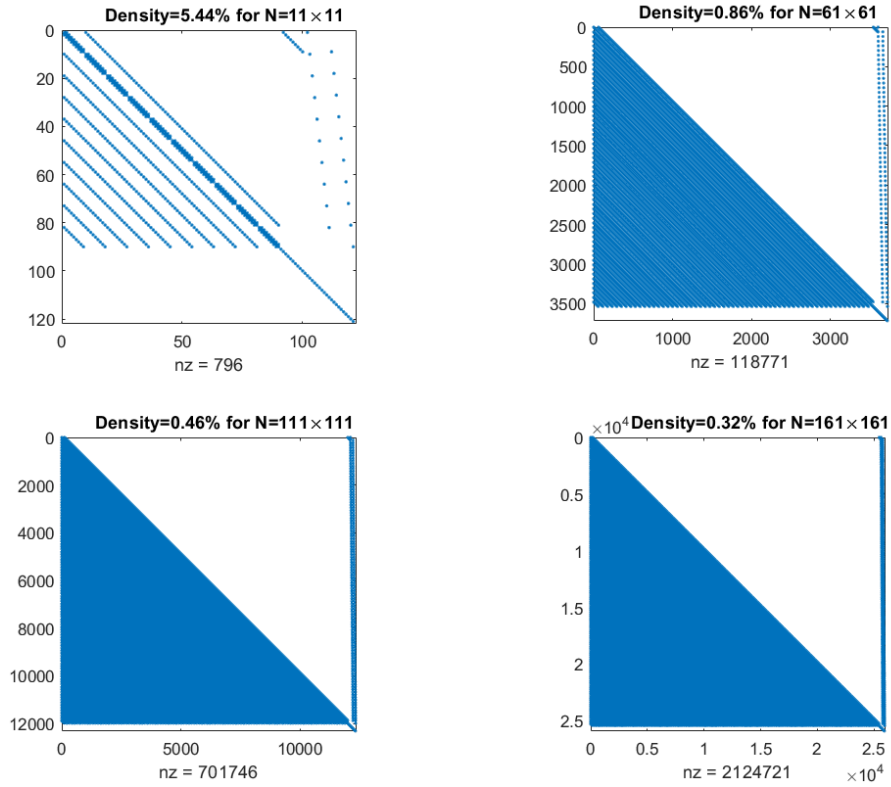 Density=5.44% for N=11×11
0
20
40
60
80
100
120
0 50 100
nz = 796
Density=0.86% for N=61×61
0
500
1000
1500
2000
2500
3000
3500
0 1000 2000 3000
nz = 118771
Density=0.46% for N=111×111
0
2000
4000
6000
8000
10000
12000
0 5000 10000
nz = 701746
×10⁴ Density=0.32% for N=161×161
0
0.5
1
1.5
2
2.5
0 0.5 1 1.5 2 2.5
nz = 2124721 ×10⁴